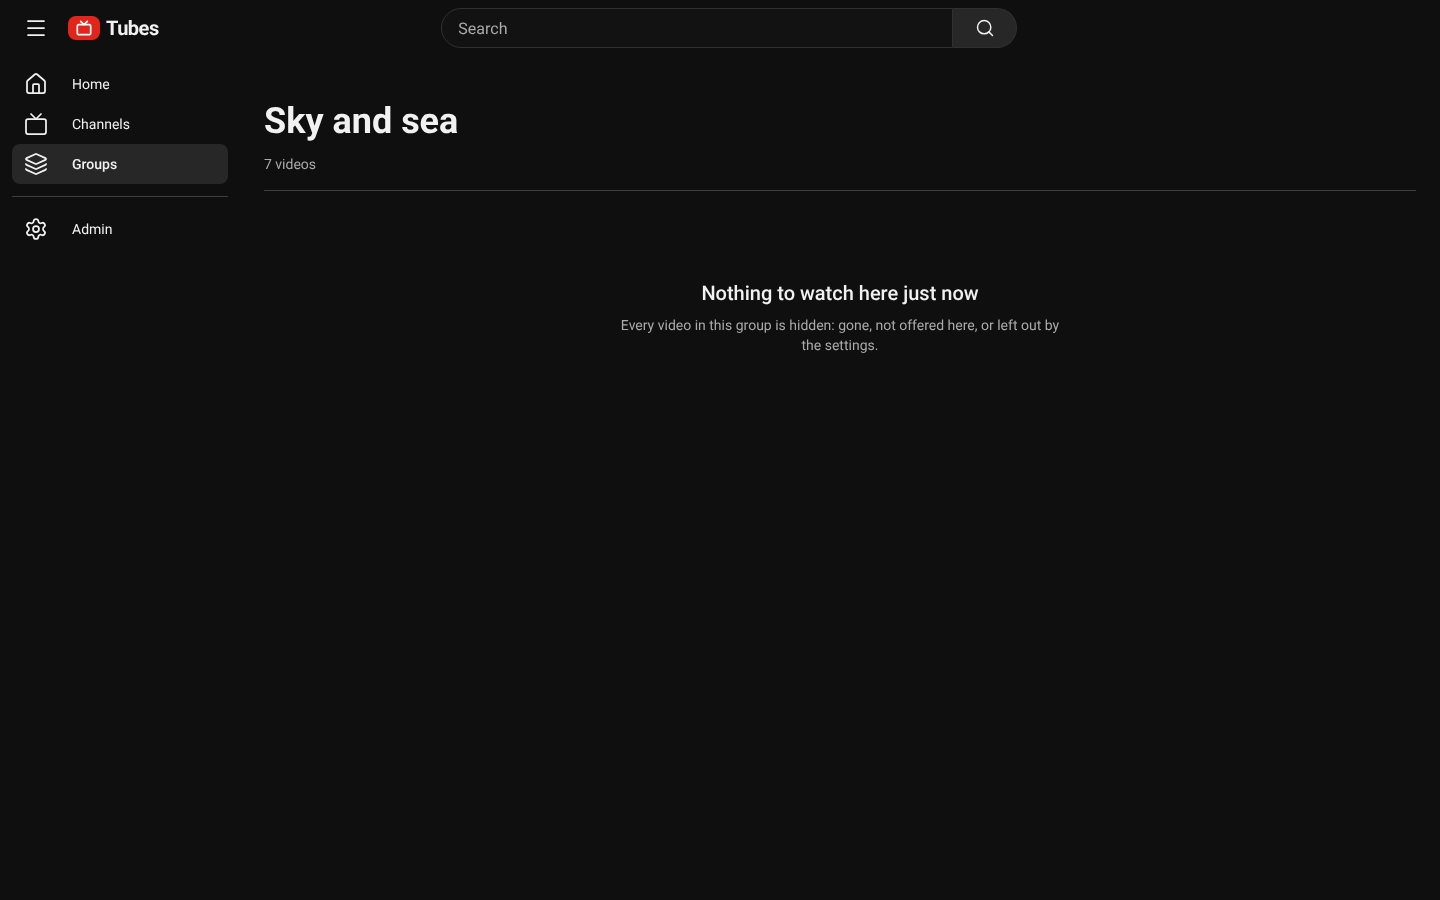 Tubes
Search
Home
Channels
Groups
Admin
Sky and sea
7 videos
Nothing to watch here just now
Every video in this group is hidden: gone, not offered here, or left out by
the settings.